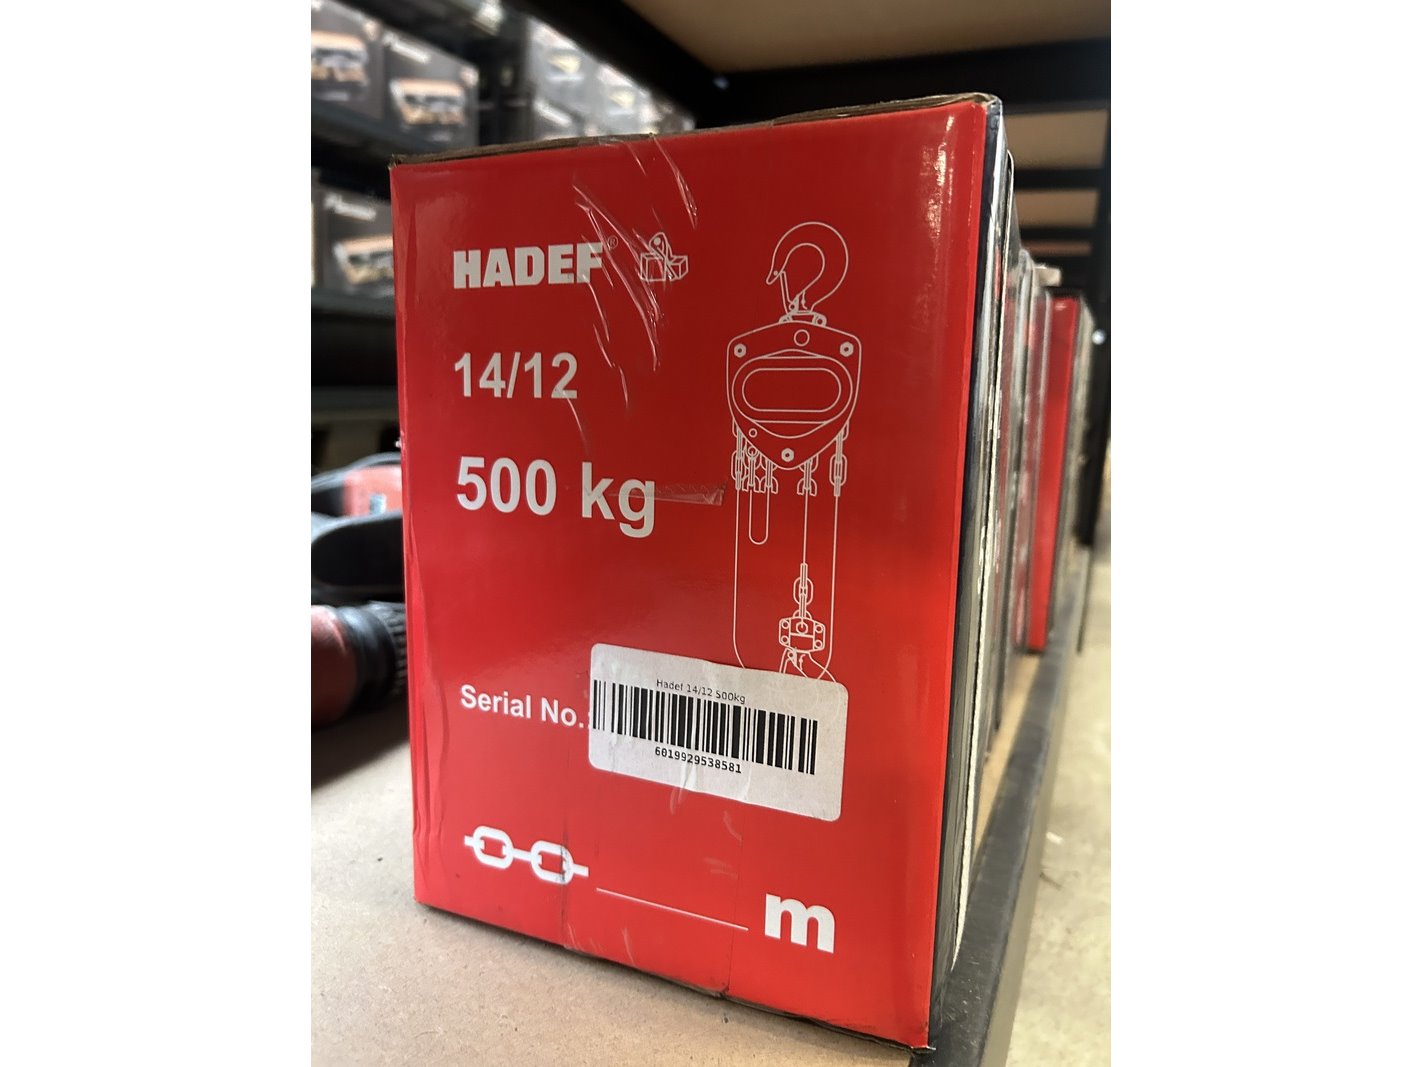 HADEF®
14/12
500 kg
Serial No.:
Hadef 14/12 500kg
6019929538581
m